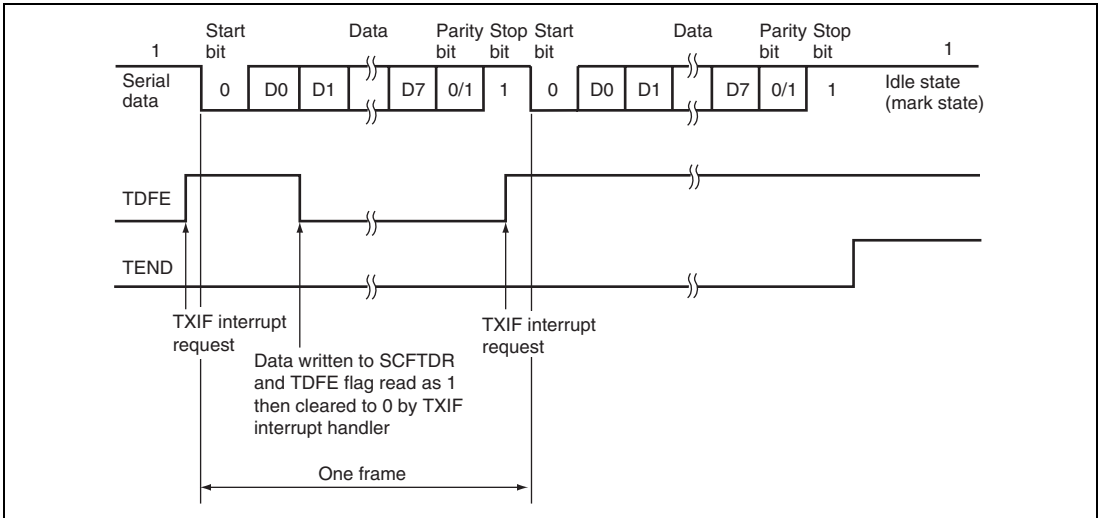 Start bit
Data
Parity bit
Stop bit
Start bit
Data
Parity bit
Stop bit
1
1
Serial data
0
D0
D1
D7
0/1
1
0
D0
D1
D7
0/1
1
Idle state
(mark state)
TDFE
TEND
TXIF interrupt
request
Data written to SCFTDR
and TDFE flag read as 1
then cleared to 0 by TXIF
interrupt handler
TXIF interrupt
request
One frame